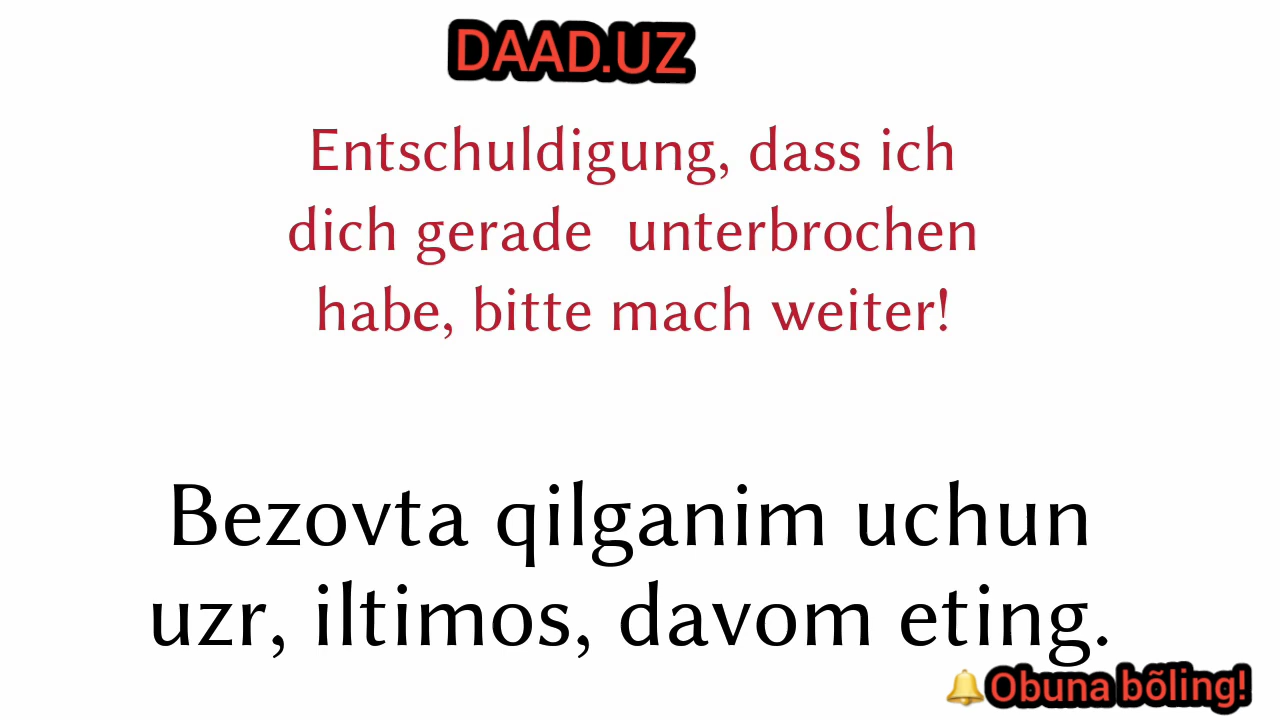 DAAD.UZ
Entschuldigung, dass ich
dich gerade  unterbrochen
habe, bitte mach weiter!
Bezovta qilganim uchun
uzr, iltimos, davom eting.
🔔Obuna bõling!